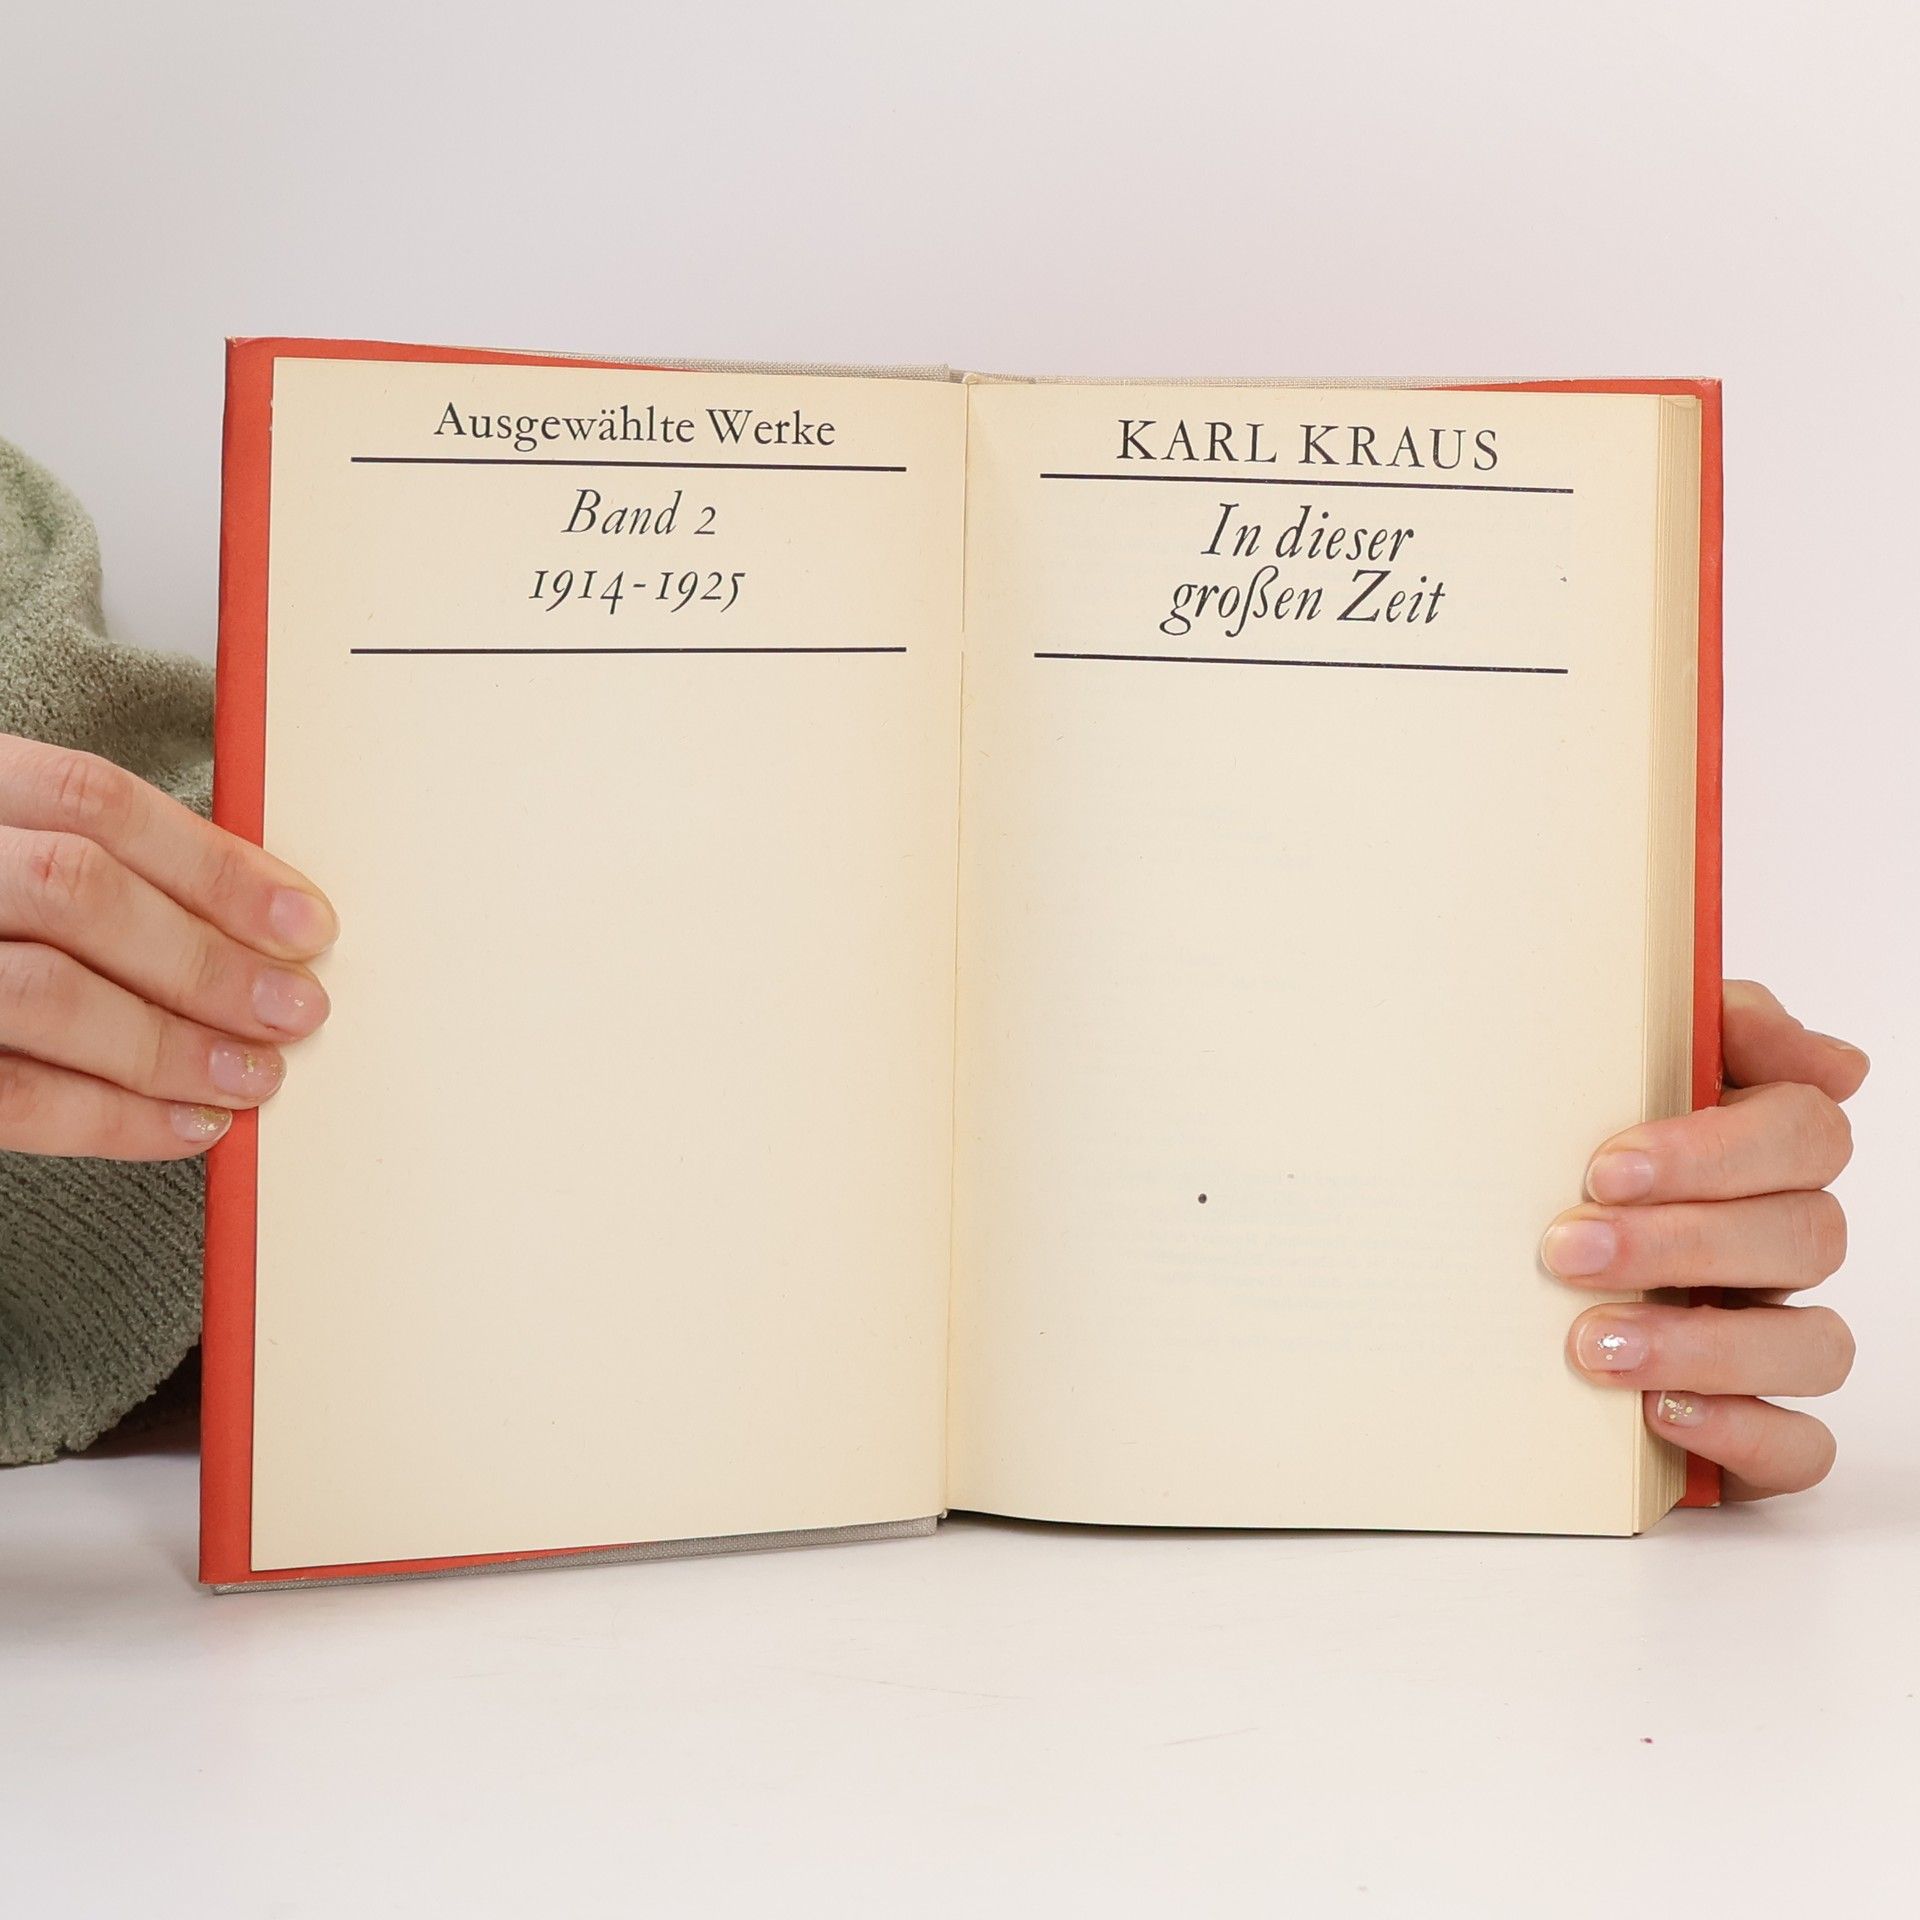 Ausgewählte Werke
Band 2
1914-1925
KARL KRAUS
In dieser
großen Zeit